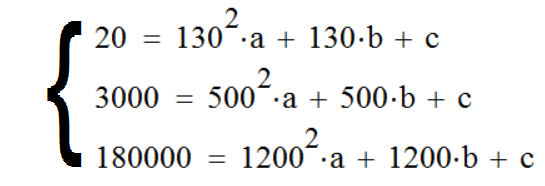 20 = 130²·a + 130·b + c
3000 = 500²·a + 500·b + c
180000 = 1200²·a + 1200·b + c